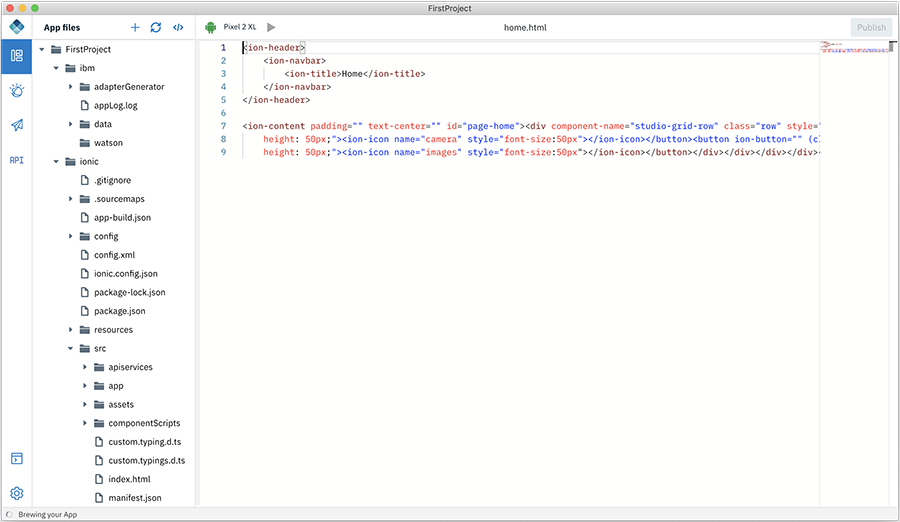 FirstProject
App files
Pixel 2 XL
home.html
Publish
FirstProject
ibm
adapterGenerator
appLog.log
data
watson
ionic
.gitignore
.sourcemaps
app-build.json
config
config.xml
ionic.config.json
package-lock.json
package.json
resources
src
apiservices
app
assets
componentScripts
custom.typing.d.ts
custom.typings.d.ts
index.html
manifest.json
API
1 <ion-header>
2 <ion-navbar>
3 <ion-title>Home</ion-title>
4 </ion-navbar>
5 </ion-header>
6
7 <ion-content padding="" text-center="" id="page-home"><div component-name="studio-grid-row" class="row" style="
8 height: 50px;"><ion-icon name="camera" style="font-size:50px"></ion-icon></button><button ion-button="" (cl
9 height: 50px;"><ion-icon name="images" style="font-size:50px"></ion-icon></button></div></div></div></div><
Brewing your App